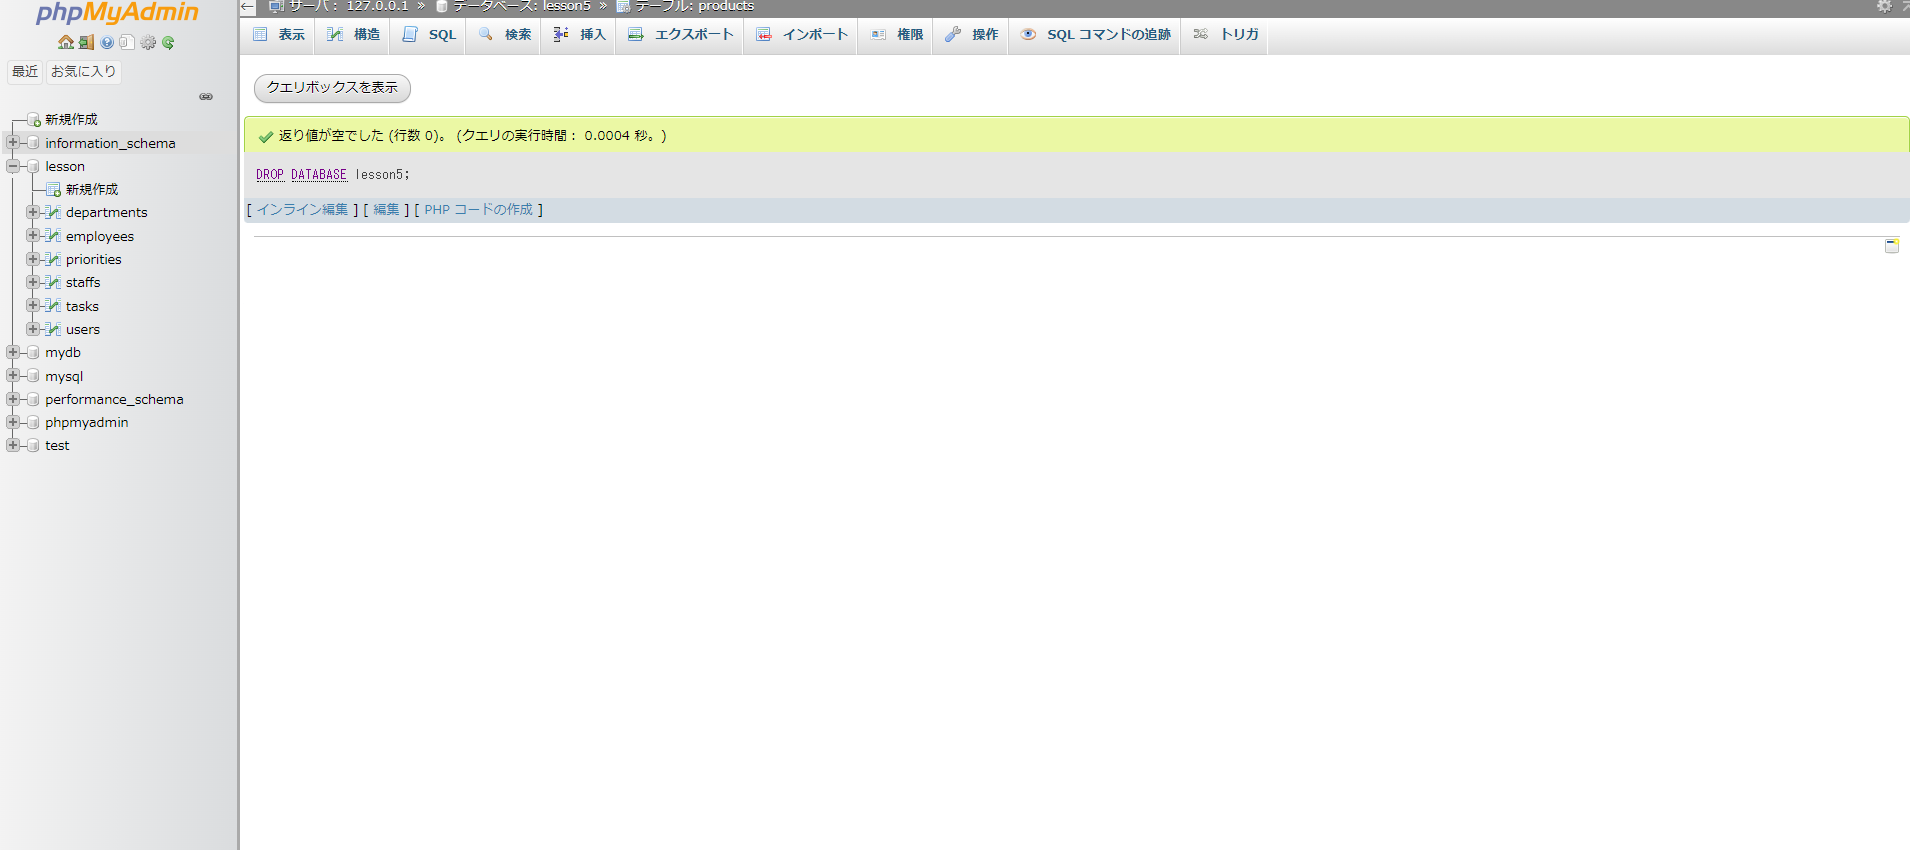 phpMyAdmin
最近 お気に入り
新規作成
information_schema
lesson
新規作成
departments
employees
priorities
staffs
tasks
users
mydb
mysql
performance_schema
phpmyadmin
test
サーバ: 127.0.0.1 » データベース: lesson5 » テーブル: products
表示 構造 SQL 検索 挿入 エクスポート インポート 権限 操作 SQL コマンドの追跡 トリガ
クエリボックスを表示
返り値が空でした (行数 0)。 (クエリの実行時間: 0.0004 秒。)
DROP DATABASE lesson5;
[ インライン編集 ] [ 編集 ] [ PHP コードの作成 ]